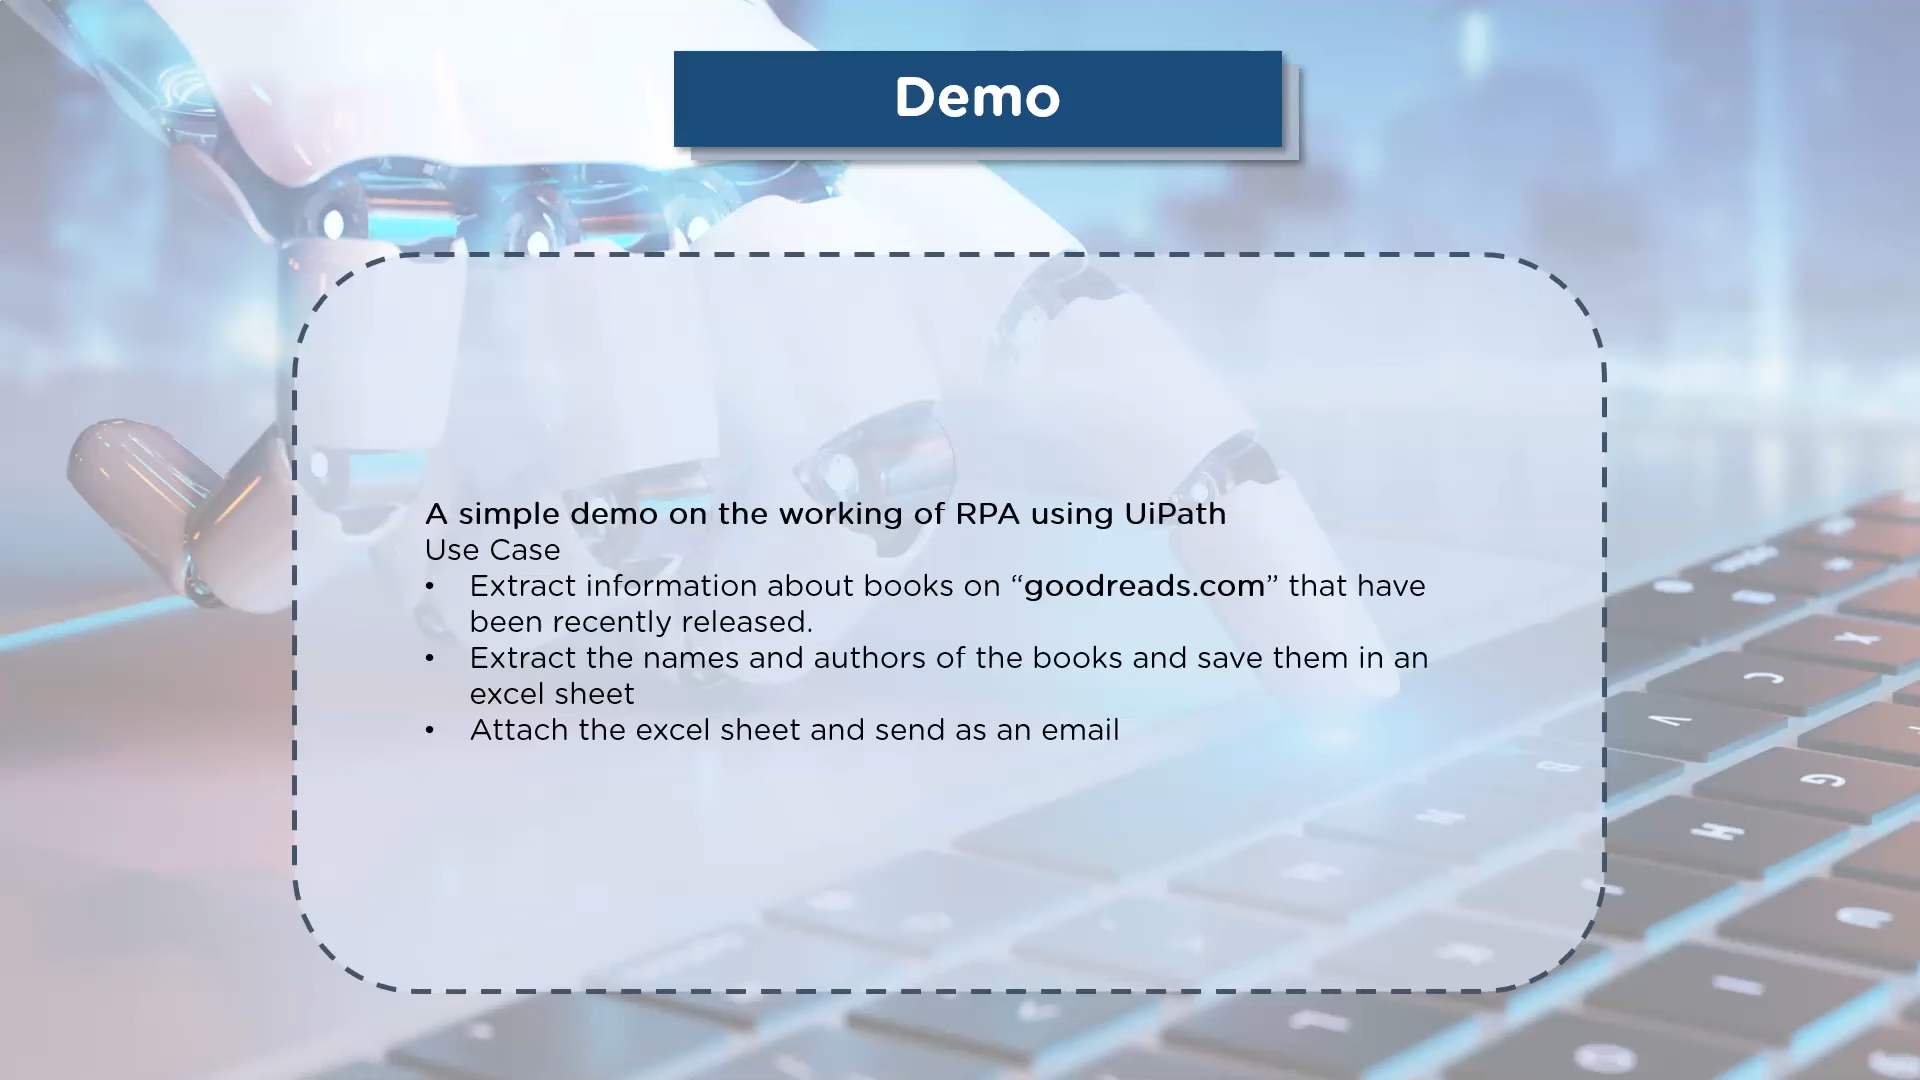 Demo
A simple demo on the working of RPA using UiPath
Use Case
• Extract information about books on “goodreads.com” that have
been recently released.
• Extract the names and authors of the books and save them in an
excel sheet
• Attach the excel sheet and send as an email
X
C
V
G
B
H